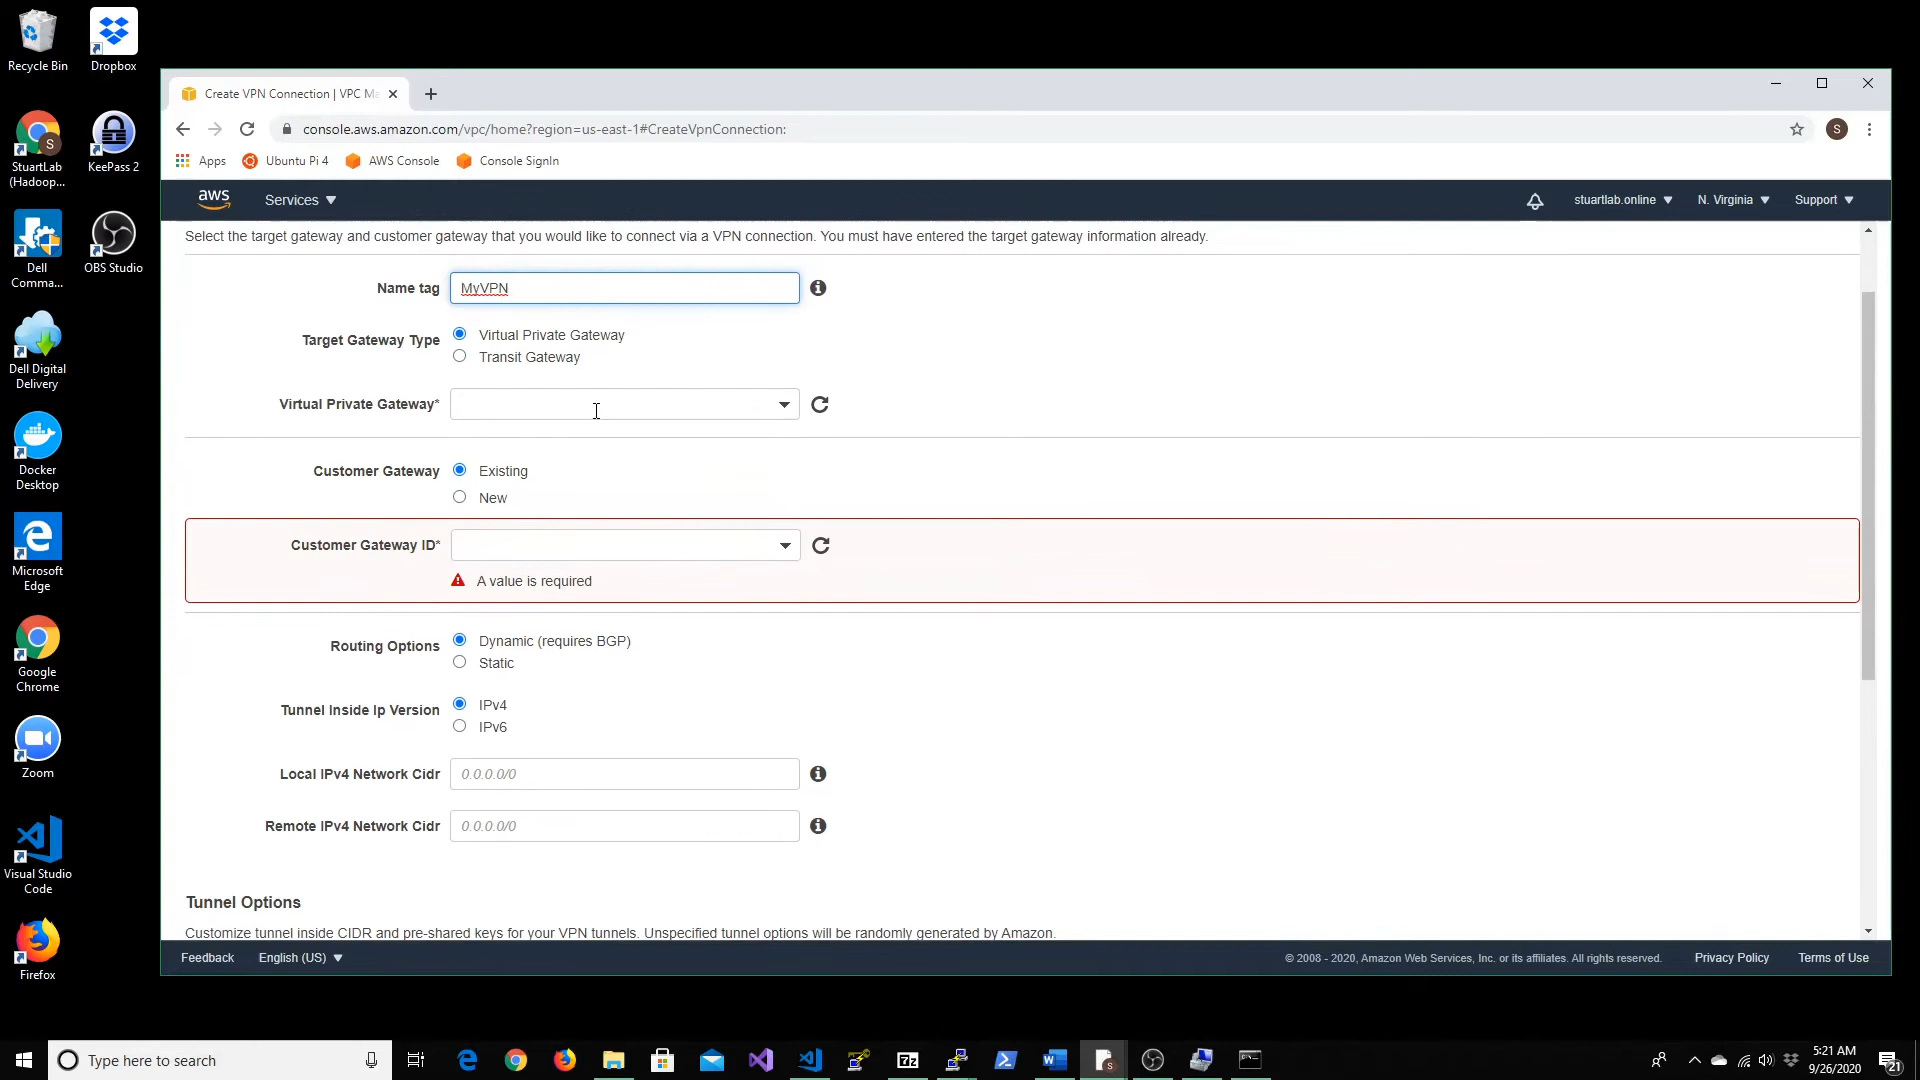 Recycle Bin
Dropbox
StuartLab
(Hadoop...
KeePass 2
Dell
Comma...
OBS Studio
Dell Digital
Delivery
Docker
Desktop
Microsoft
Edge
Google
Chrome
Zoom
Visual Studio
Code
Firefox
Create VPN Connection | VPC Ma
console.aws.amazon.com/vpc/home?region=us-east-1#CreateVpnConnection:
S
Apps
Ubuntu Pi 4
AWS Console
Console SignIn
aws
Services
stuartlab.online
N. Virginia
Support
Select the target gateway and customer gateway that you would like to connect via a VPN connection. You must have entered the target gateway information already.
Name tag
MyVPN
Target Gateway Type
Virtual Private Gateway
Transit Gateway
Virtual Private Gateway*
Customer Gateway
Existing
New
Customer Gateway ID*
A value is required
Routing Options
Dynamic (requires BGP)
Static
Tunnel Inside Ip Version
IPv4
IPv6
Local IPv4 Network Cidr
0.0.0.0/0
Remote IPv4 Network Cidr
0.0.0.0/0
Tunnel Options
Customize tunnel inside CIDR and pre-shared keys for your VPN tunnels. Unspecified tunnel options will be randomly generated by Amazon.
Feedback
English (US)
© 2008 - 2020, Amazon Web Services, Inc. or its affiliates. All rights reserved.
Privacy Policy
Terms of Use
Type here to search
7z
5:21 AM
9/26/2020
21